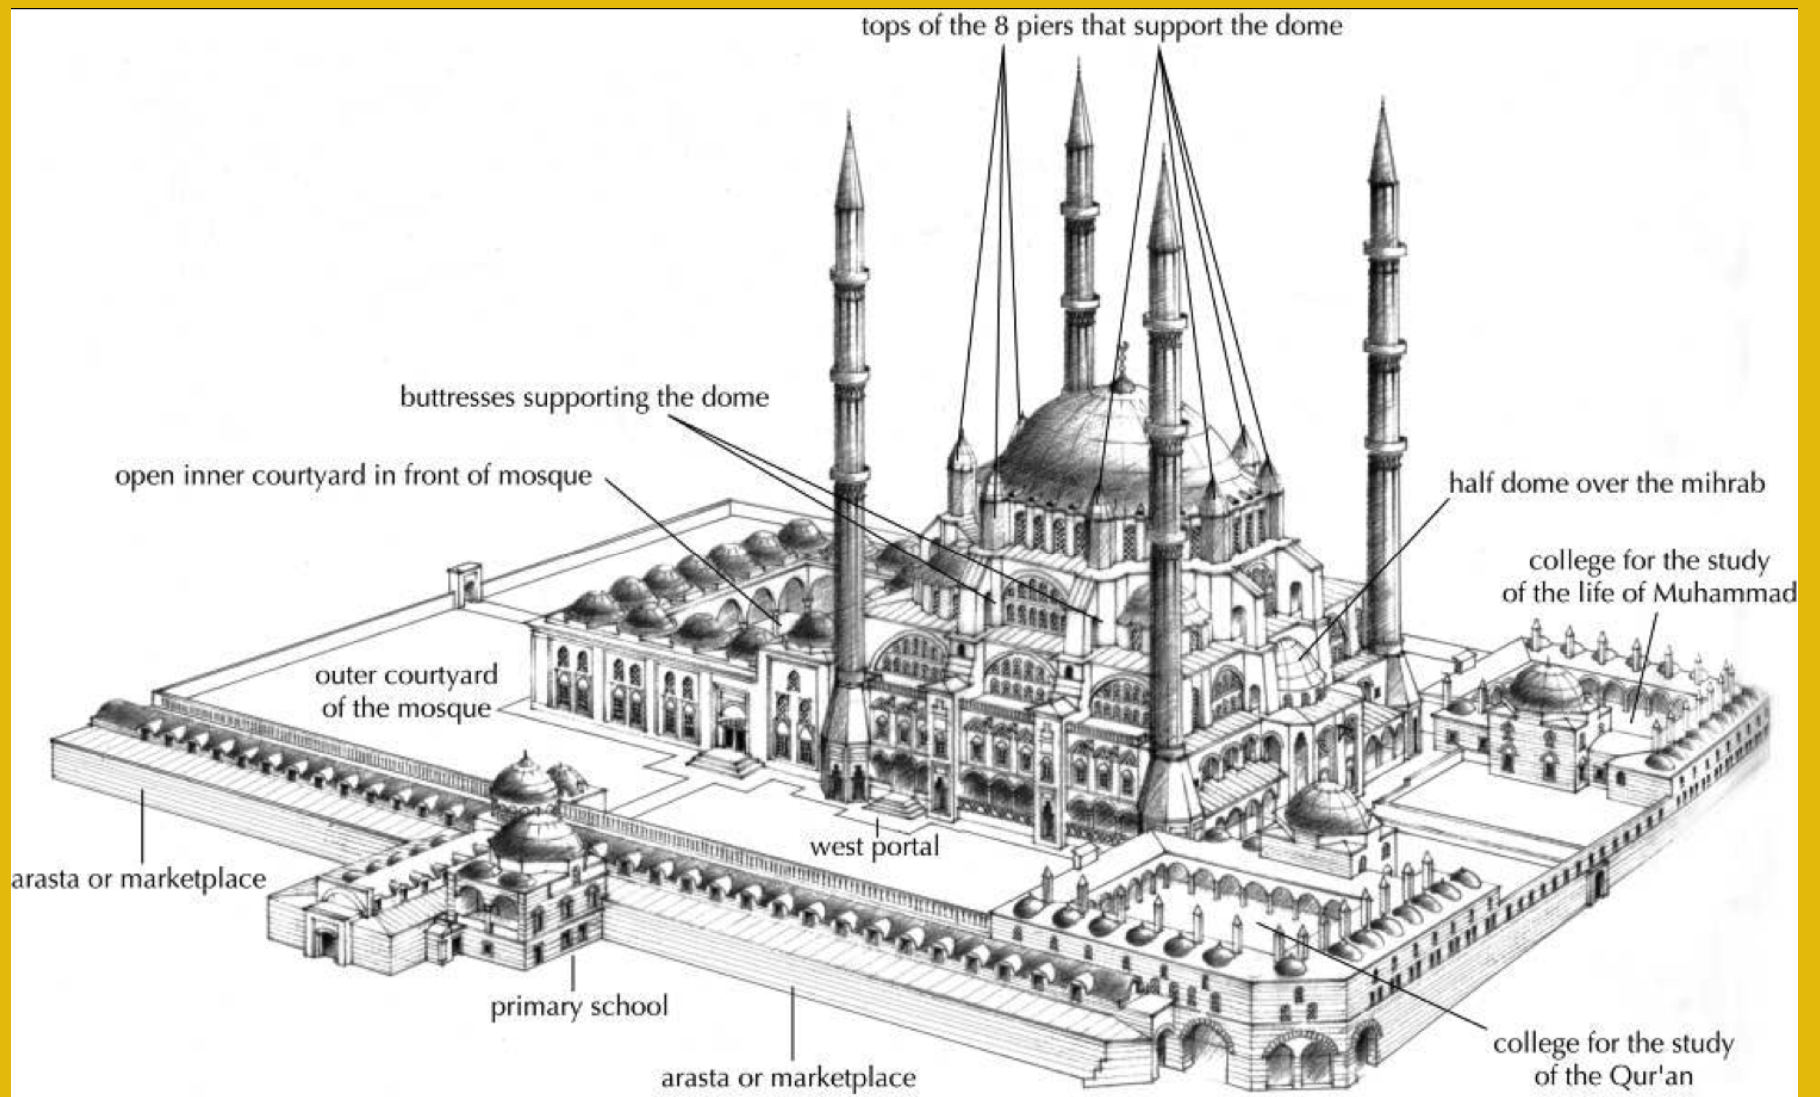 tops of the 8 piers that support the dome
buttresses supporting the dome
open inner courtyard in front of mosque
half dome over the mihrab
college for the study
of the life of Muhammad
outer courtyard
of the mosque
west portal
arasta or marketplace
primary school
arasta or marketplace
college for the study
of the Qur'an